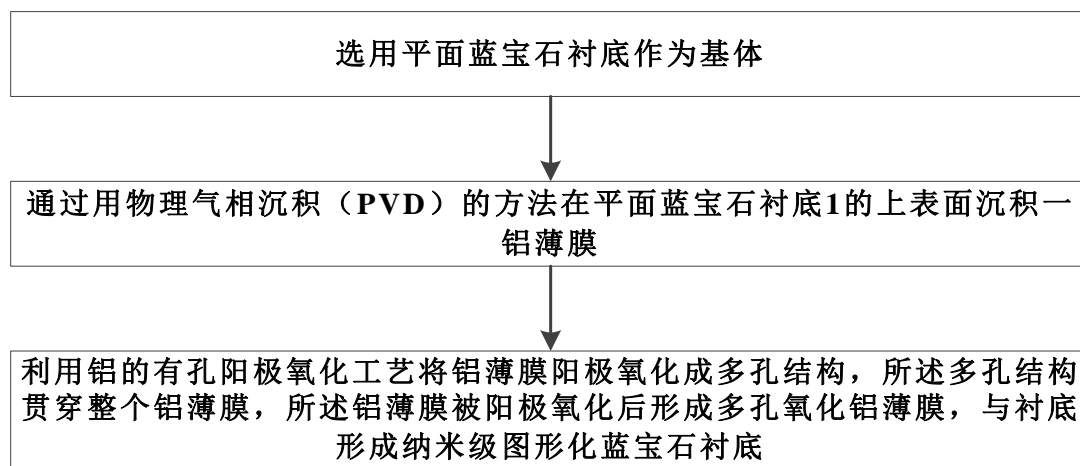 选用平面蓝宝石衬底作为基体
通过用物理气相沉积（PVD）的方法在平面蓝宝石衬底1的上表面沉积一
铝薄膜
利用铝的有孔阳极氧化工艺将铝薄膜阳极氧化成多孔结构，所述多孔结构
贯穿整个铝薄膜，所述铝薄膜被阳极氧化后形成多孔氧化铝薄膜，与衬底
形成纳米级图形化蓝宝石衬底